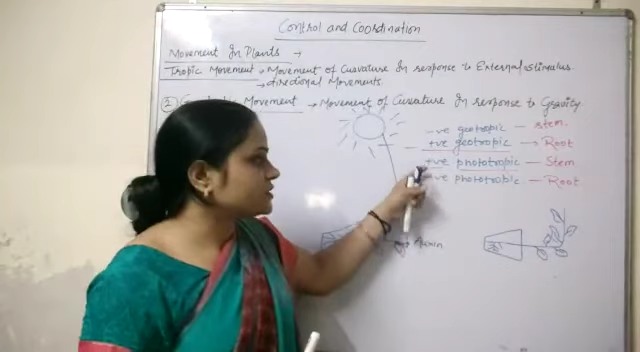 Control and Coordination
Movement In Plants →
Tropic Movement → Movement of Cuavature In response to External stimulus.
→ directional Movements.
② Movement → Movement of Curvature In response to Gravity
-ve geotropic — stem.
+ve geotropic → Root
+ve phototropic — Stem
-ve phototropic — Root
Auxin